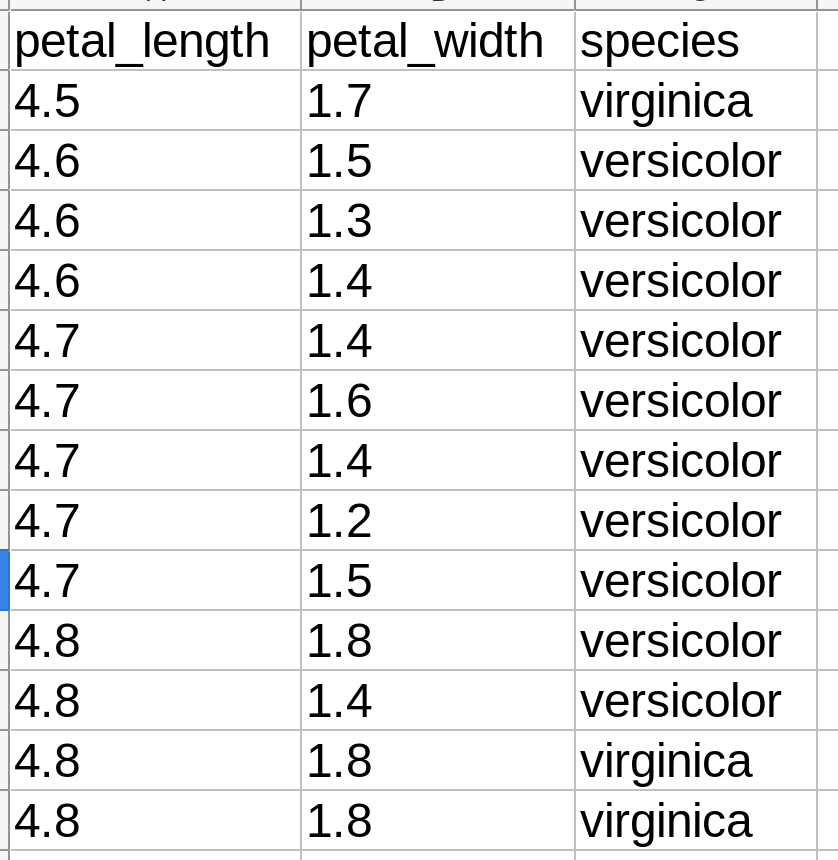 petal_length petal_width species
4.5 1.7 virginica
4.6 1.5 versicolor
4.6 1.3 versicolor
4.6 1.4 versicolor
4.7 1.4 versicolor
4.7 1.6 versicolor
4.7 1.4 versicolor
4.7 1.2 versicolor
4.7 1.5 versicolor
4.8 1.8 versicolor
4.8 1.4 versicolor
4.8 1.8 virginica
4.8 1.8 virginica